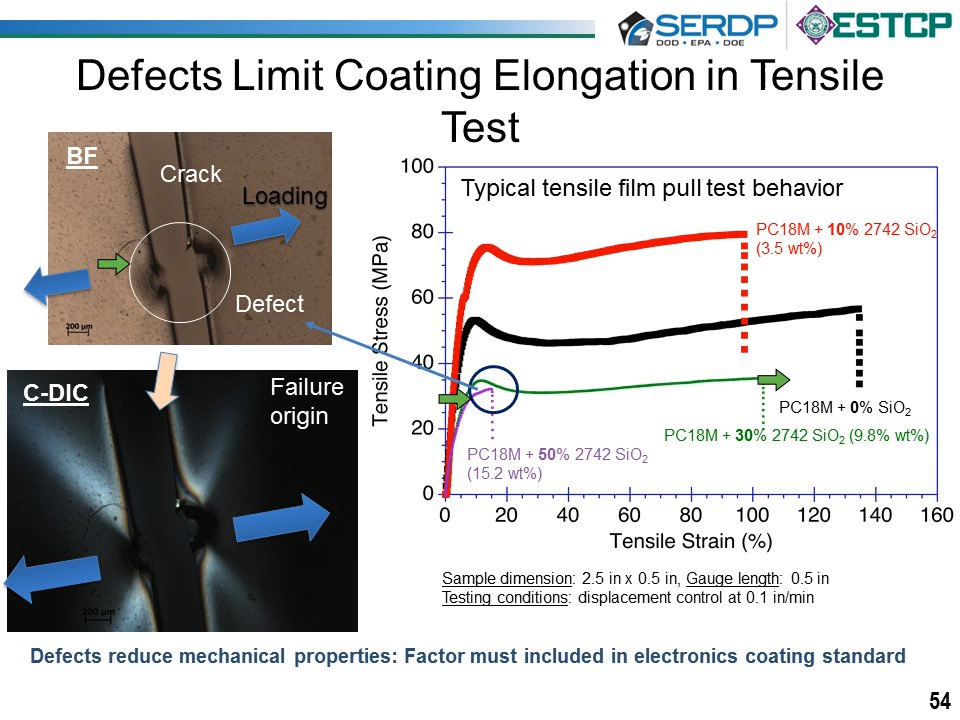 SERDP
DOD • EPA • DOE
ESTCP
Defects Limit Coating Elongation in Tensile
Test
BF
Crack
Loading
Defect
200 µm
C-DIC
Failure
origin
200 µm
Typical tensile film pull test behavior
Tensile Stress (MPa)
100
80
60
40
20
0
PC18M + 10% 2742 SiO2
(3.5 wt%)
PC18M + 0% SiO2
PC18M + 30% 2742 SiO2 (9.8% wt%)
PC18M + 50% 2742 SiO2
(15.2 wt%)
0 20 40 60 80 100 120 140 160
Tensile Strain (%)
Sample dimension: 2.5 in x 0.5 in, Gauge length: 0.5 in
Testing conditions: displacement control at 0.1 in/min
Defects reduce mechanical properties: Factor must included in electronics coating standard
54